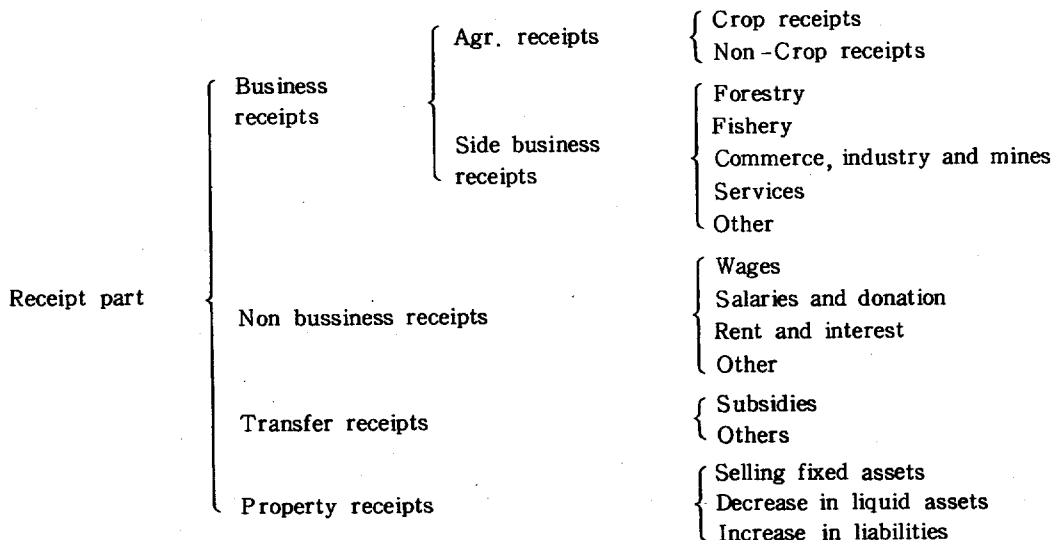 Receipt part
Business
receipts
Agr. receipts
Crop receipts
Non-Crop receipts
Side business
receipts
Forestry
Fishery
Commerce, industry and mines
Services
Other
Non bussiness receipts
Wages
Salaries and donation
Rent and interest
Other
Transfer receipts
Subsidies
Others
Property receipts
Selling fixed assets
Decrease in liquid assets
Increase in liabilities